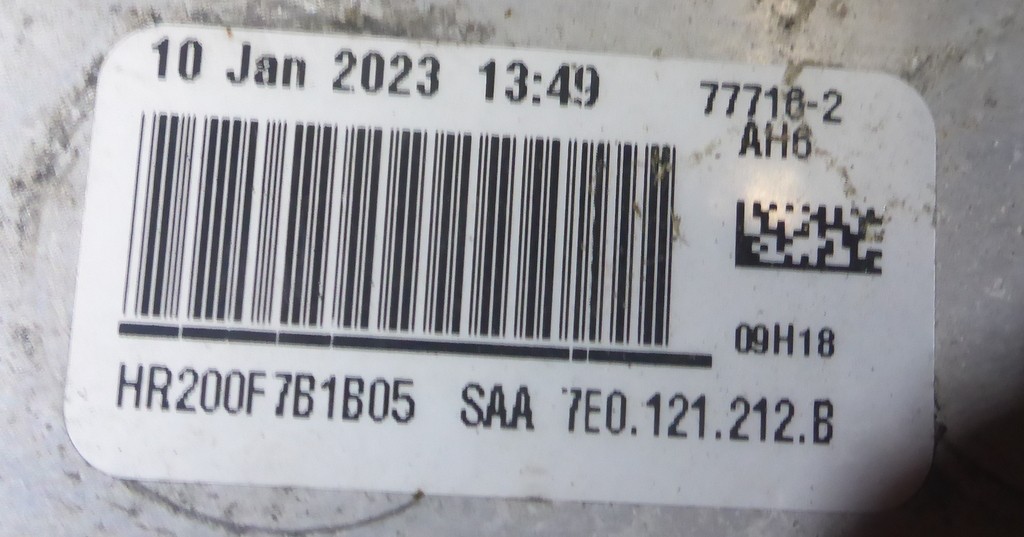 10 Jan 2023 13:49
77718-2
AH6
09H18
HR200F7B1B05 SAA 7E0.121.212.B